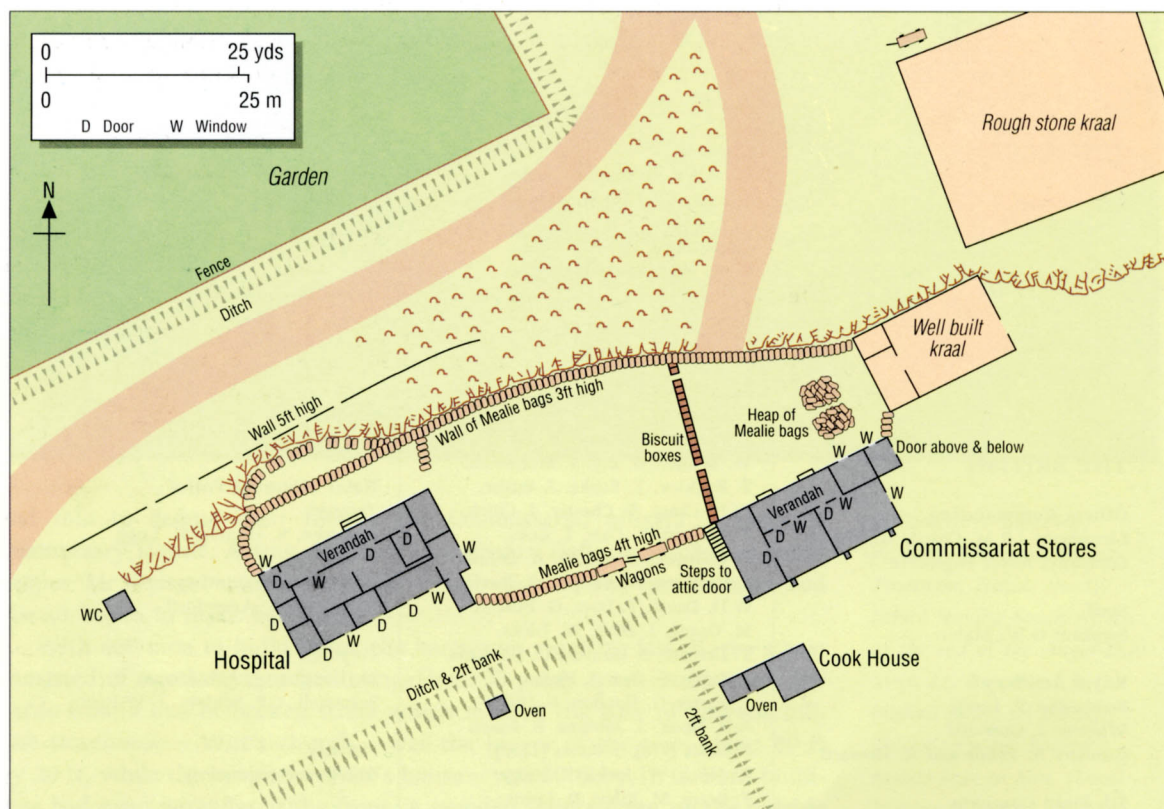 0 25 yds
0 25 m
D Door W Window
N
Garden
Fence
Ditch
Rough stone kraal
Well built
kraal
Wall 5ft high
Wall of Mealie bags 3ft high
Heap of
Mealie bags
Biscuit
boxes
Door above & below
W
W
Verandah
D
W
D
W
D
D
W
Commissariat Stores
Mealie bags 4ft high
Wagons
Steps to
attic door
W
D
Verandah
D
D
W
W
D
W
D
D
W
D
WC
Hospital
Ditch & 2ft bank
Oven
Cook House
Oven
2ft bank